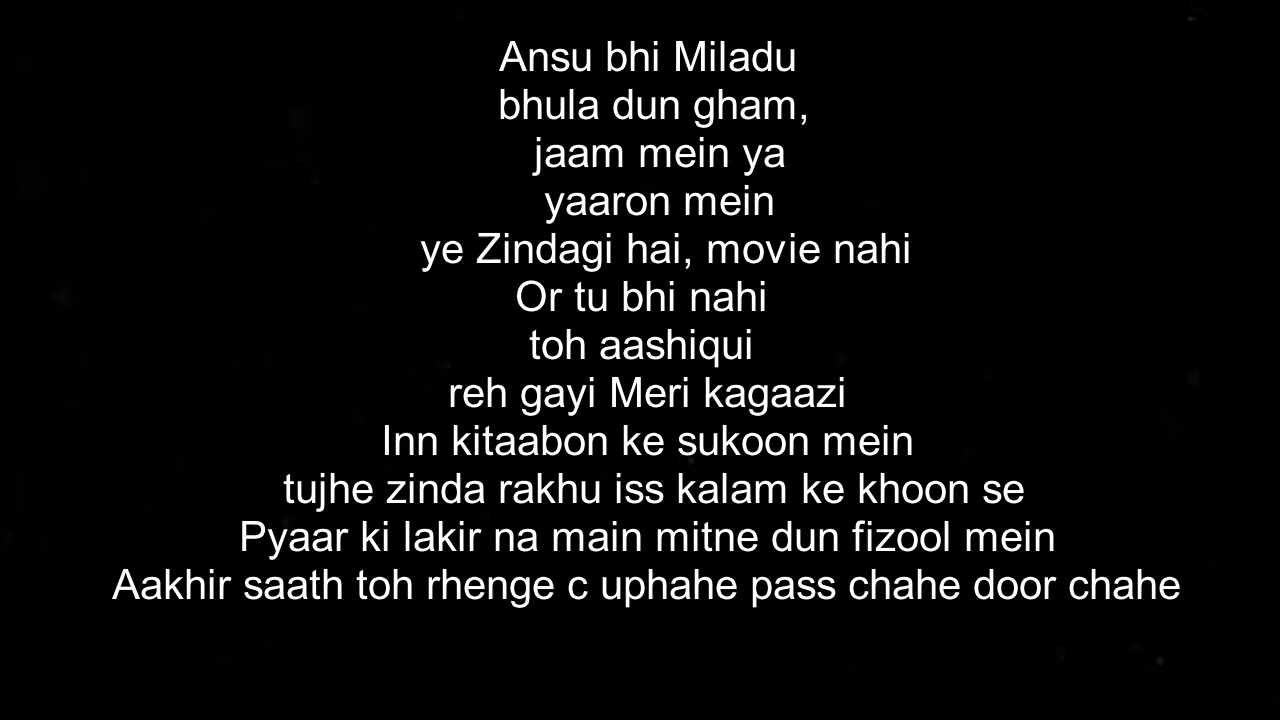 Ansu bhi Miladu
bhula dun gham,
jaam mein ya
yaaron mein
ye Zindagi hai, movie nahi
Or tu bhi nahi
toh aashiqui
reh gayi Meri kagaazi
Inn kitaabon ke sukoon mein
tujhe zinda rakhu iss kalam ke khoon se
Pyaar ki lakir na main mitne dun fizool mein
Aakhir saath toh rhenge c uphahe pass chahe door chahe